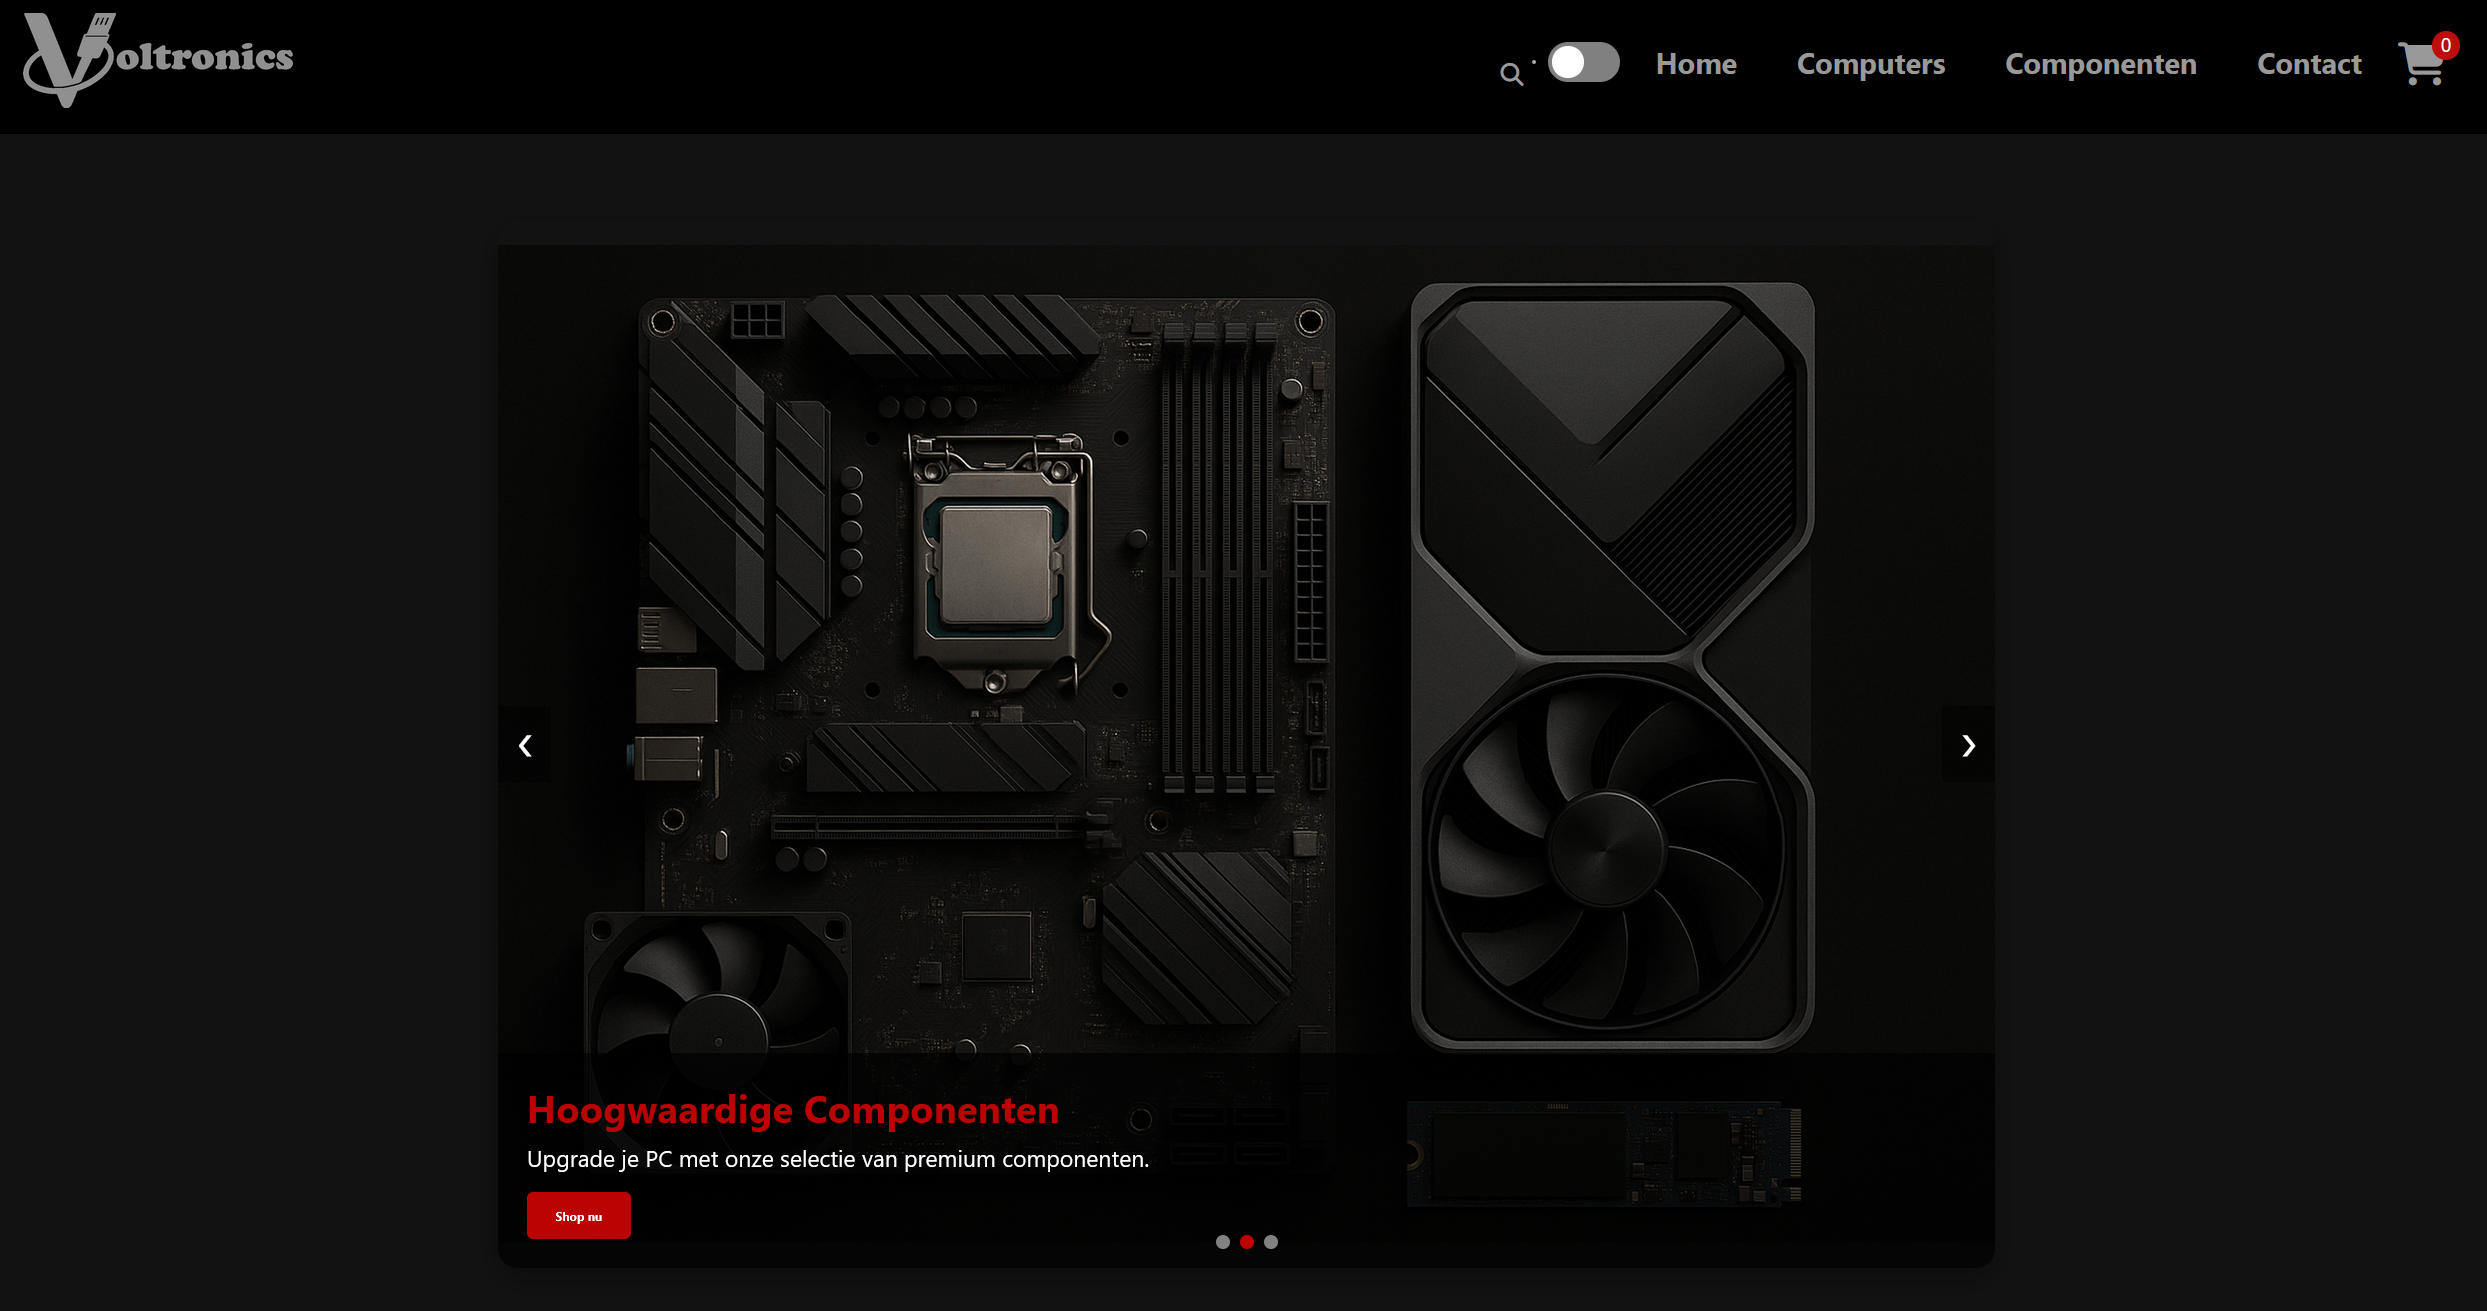 Voltronics
Home
Computers
Componenten
Contact
0
Hoogwaardige Componenten
Upgrade je PC met onze selectie van premium componenten.
Shop nu